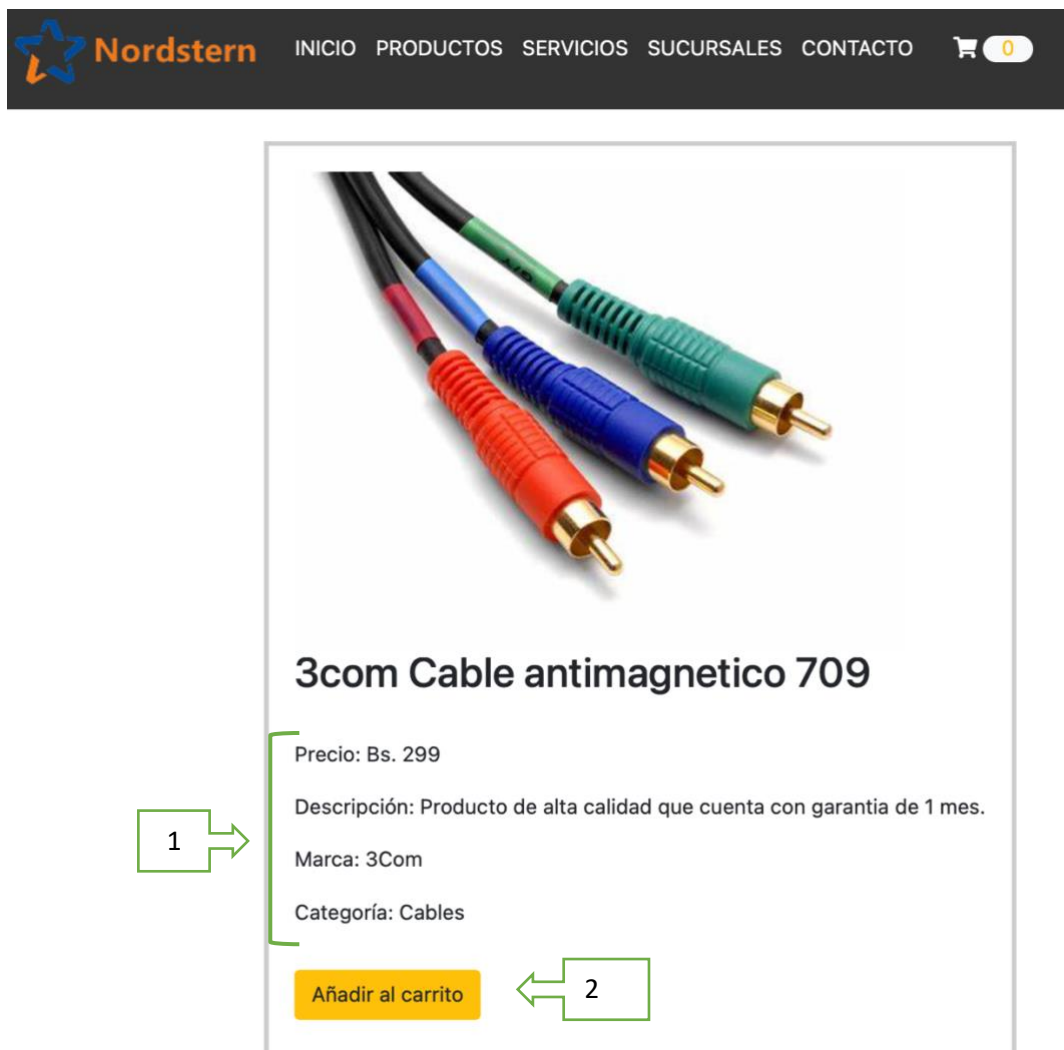 Nordstern INICIO PRODUCTOS SERVICIOS SUCURSALES CONTACTO 0
3com Cable antimagnetico 709
Precio: Bs. 299
Descripción: Producto de alta calidad que cuenta con garantia de 1 mes.
1
Marca: 3Com
Categoría: Cables
Añadir al carrito
2